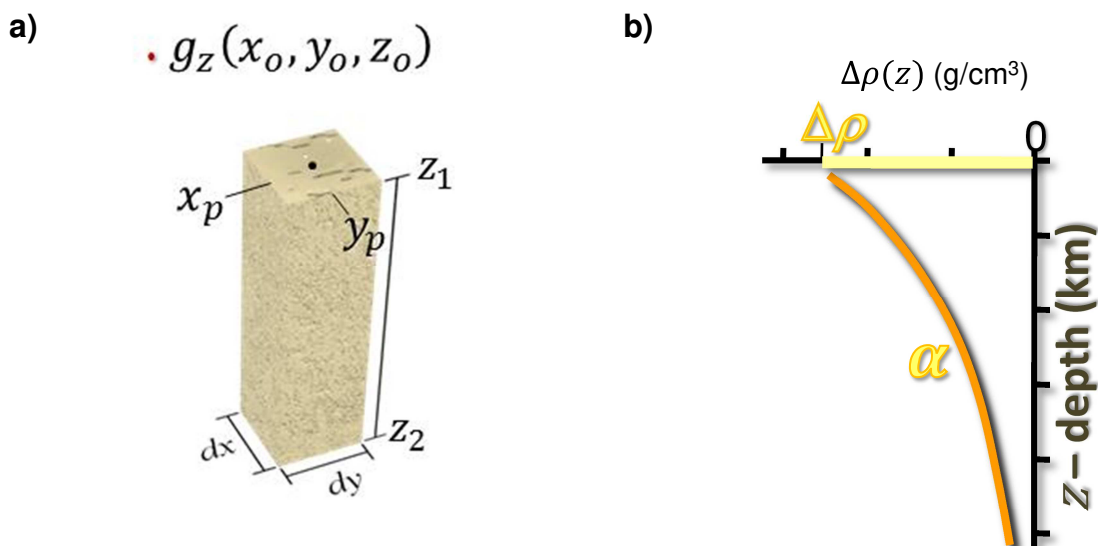 a)
g_z(x_o, y_o, z_o)
x_p
y_p
z_1
z_2
dx
dy
b)
Δρ(z) (g/cm³)
Δρ
0
α
z – depth (km)